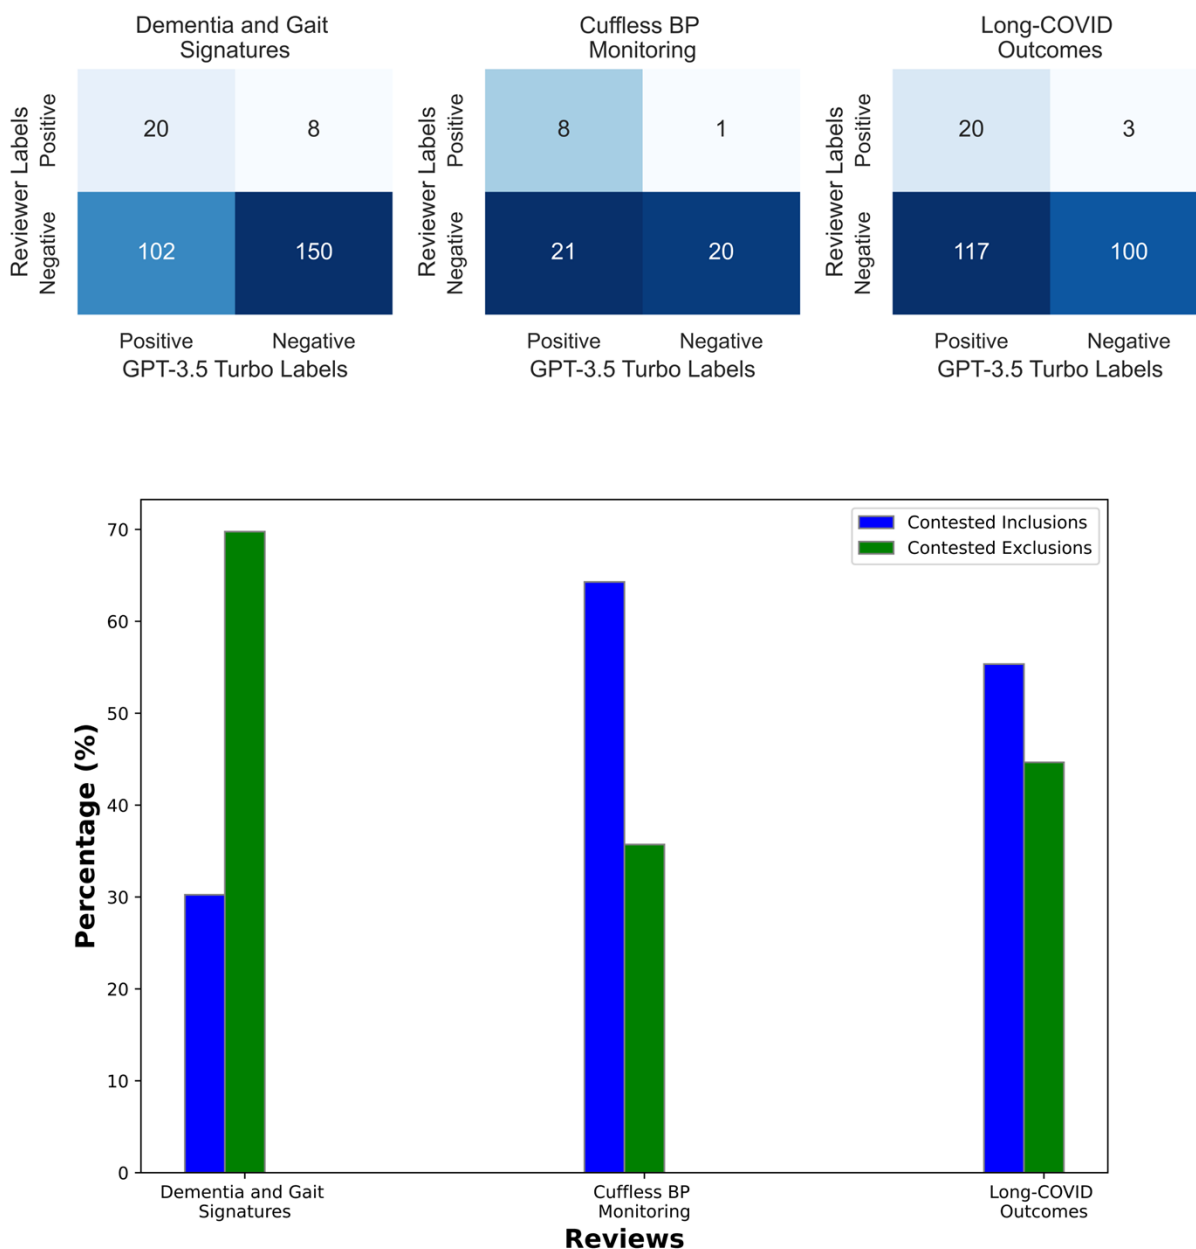 Dementia and Gait
Signatures
Cuffless BP
Monitoring
Long-COVID
Outcomes
Reviewer Labels
Positive
Negative
20 8
102 150
Positive Negative
GPT-3.5 Turbo Labels
Reviewer Labels
Positive
Negative
8 1
21 20
Positive Negative
GPT-3.5 Turbo Labels
Reviewer Labels
Positive
Negative
20 3
117 100
Positive Negative
GPT-3.5 Turbo Labels
Contested Inclusions
Contested Exclusions
Percentage (%)
70
60
50
40
30
20
10
0
Dementia and Gait
Signatures
Cuffless BP
Monitoring
Long-COVID
Outcomes
Reviews